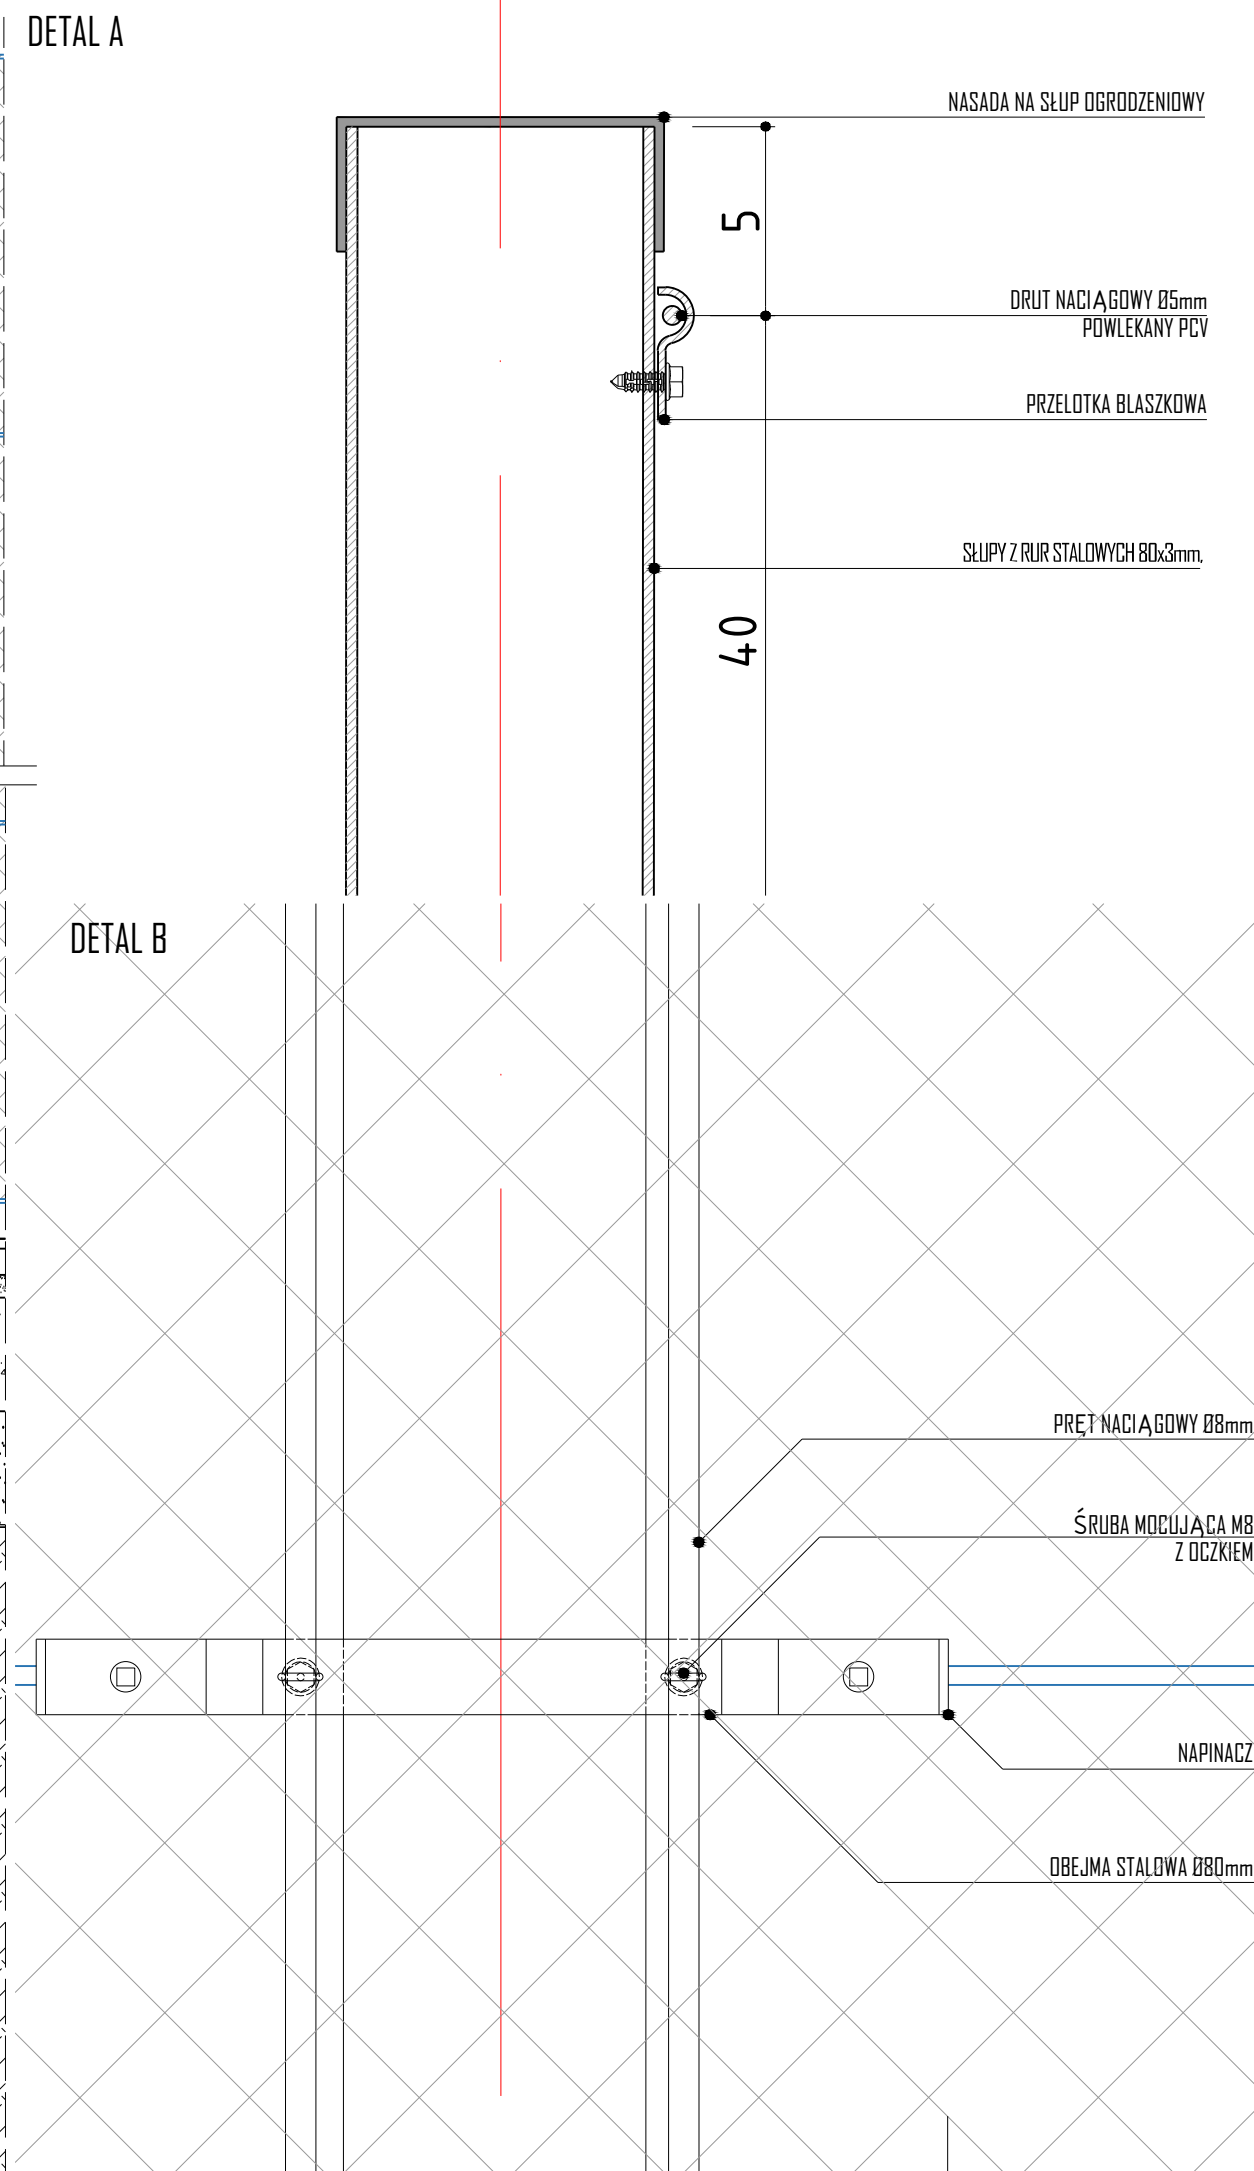 DETAL A
NASADA NA SŁUP OGRODZENIOWY
5
DRUT NACIĄGOWY Ø5mm
POWLEKANY PCV
PRZELOTKA BLASZKOWA
SŁUPY Z RUR STALOWYCH 80x3mm,
40
DETAL B
PRĘT NACIĄGOWY Ø8mm
ŚRUBA MOCUJĄCA M8
Z OCZKIEM
NAPINACZ
OBEJMA STALOWA Ø80mm